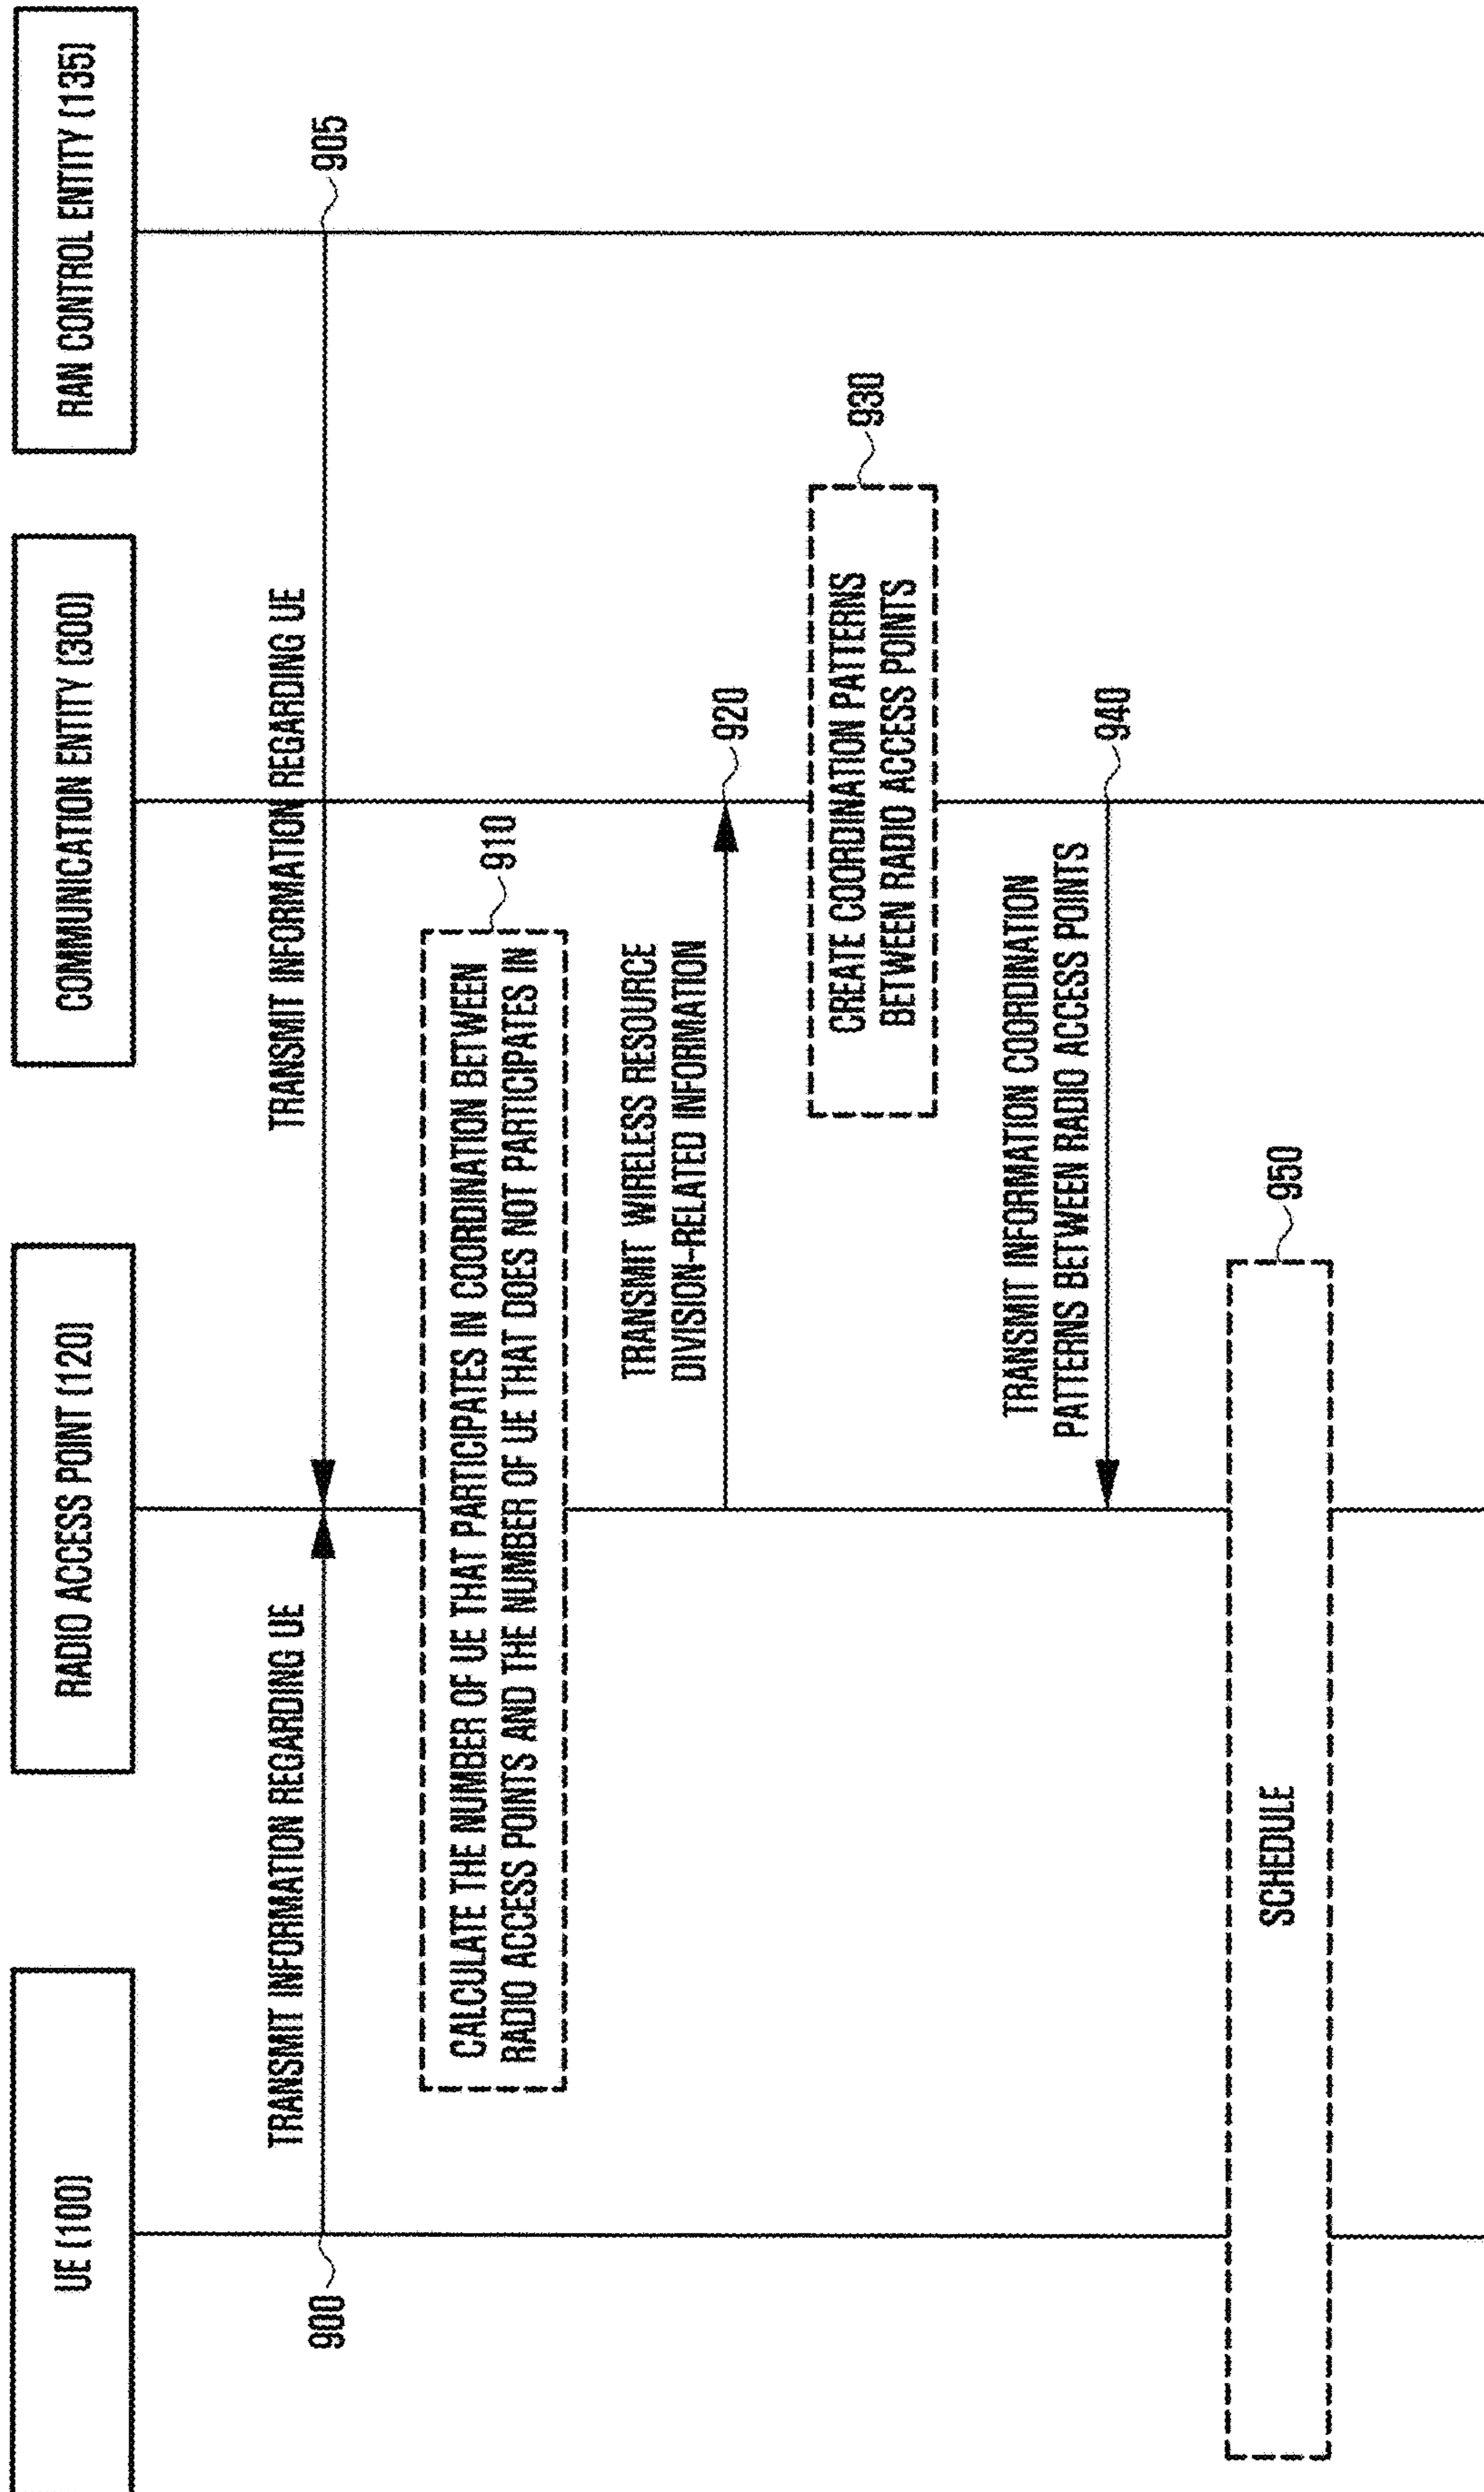 UE (100)
RADIO ACCESS POINT (120)
COMMUNICATION ENTITY (300)
RAN CONTROL ENTITY (135)
900
TRANSMIT INFORMATION REGARDING UE
TRANSMIT INFORMATION REGARDING UE
905
CALCULATE THE NUMBER OF UE THAT PARTICIPATES IN COORDINATION BETWEEN
RADIO ACCESS POINTS AND THE NUMBER OF UE THAT DOES NOT PARTICIPATES IN
910
TRANSMIT WIRELESS RESOURCE
DIVISION-RELATED INFORMATION
920
CREATE COORDINATION PATTERNS
BETWEEN RADIO ACCESS POINTS
930
TRANSMIT INFORMATION COORDINATION
PATTERNS BETWEEN RADIO ACCESS POINTS
940
SCHEDULE
950